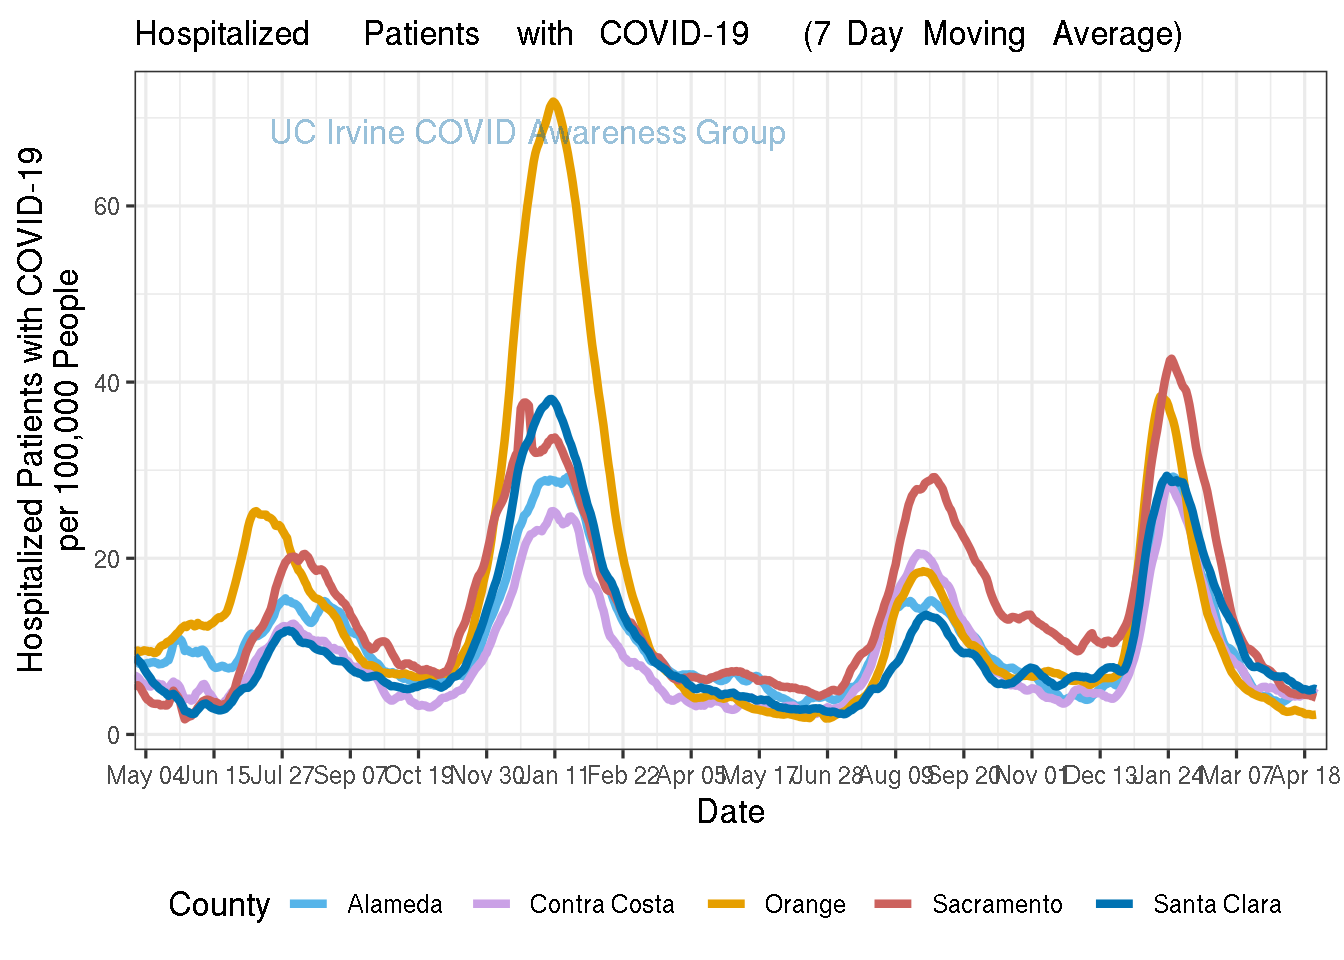 Hospitalized Patients with COVID-19 (7 Day Moving Average)
UC Irvine COVID Awareness Group
Hospitalized Patients with COVID-19
per 100,000 People
60
40
20
0
May 04 Jun 15 Jul 27 Sep 07 Oct 19 Nov 30 Jan 11 Feb 22 Apr 05 May 17 Jun 28 Aug 09 Sep 20 Nov 01 Dec 13 Jan 24 Mar 07 Apr 18
Date
County Alameda Contra Costa Orange Sacramento Santa Clara